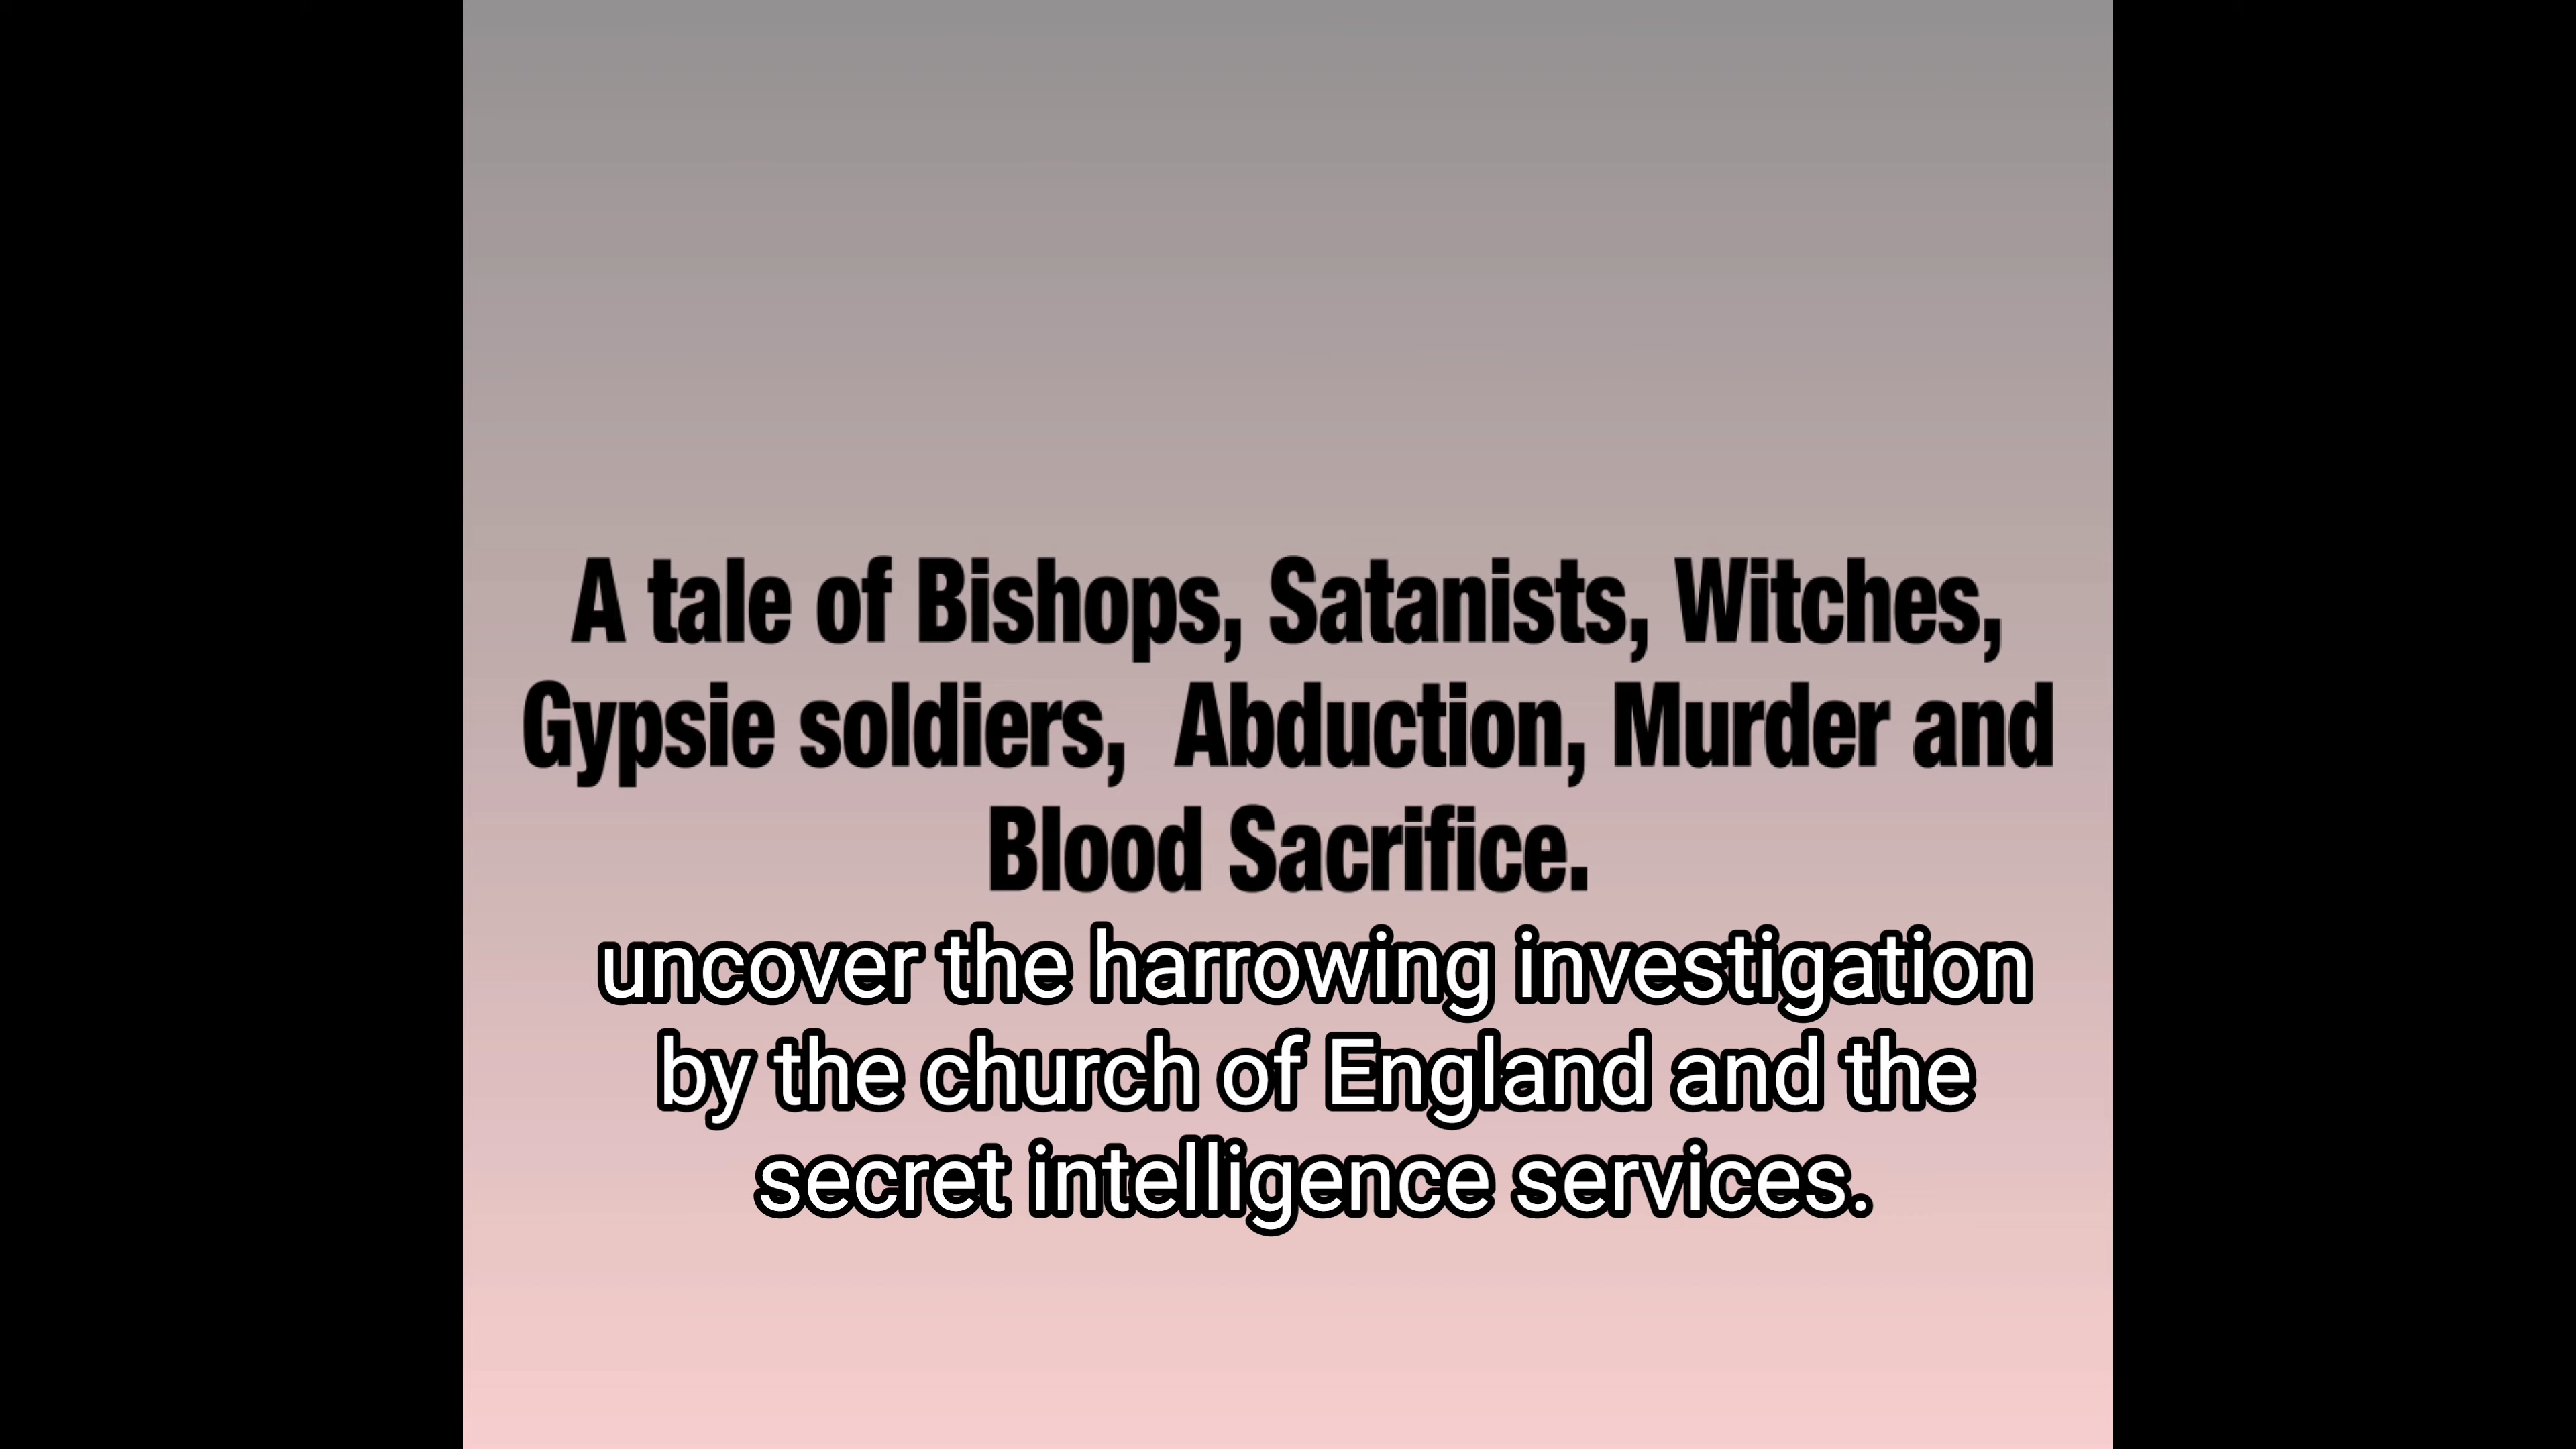 A tale of Bishops, Satanists, Witches,
Gypsie soldiers,  Abduction, Murder and
Blood Sacrifice.
uncover the harrowing investigation
by the church of England and the
secret intelligence services.